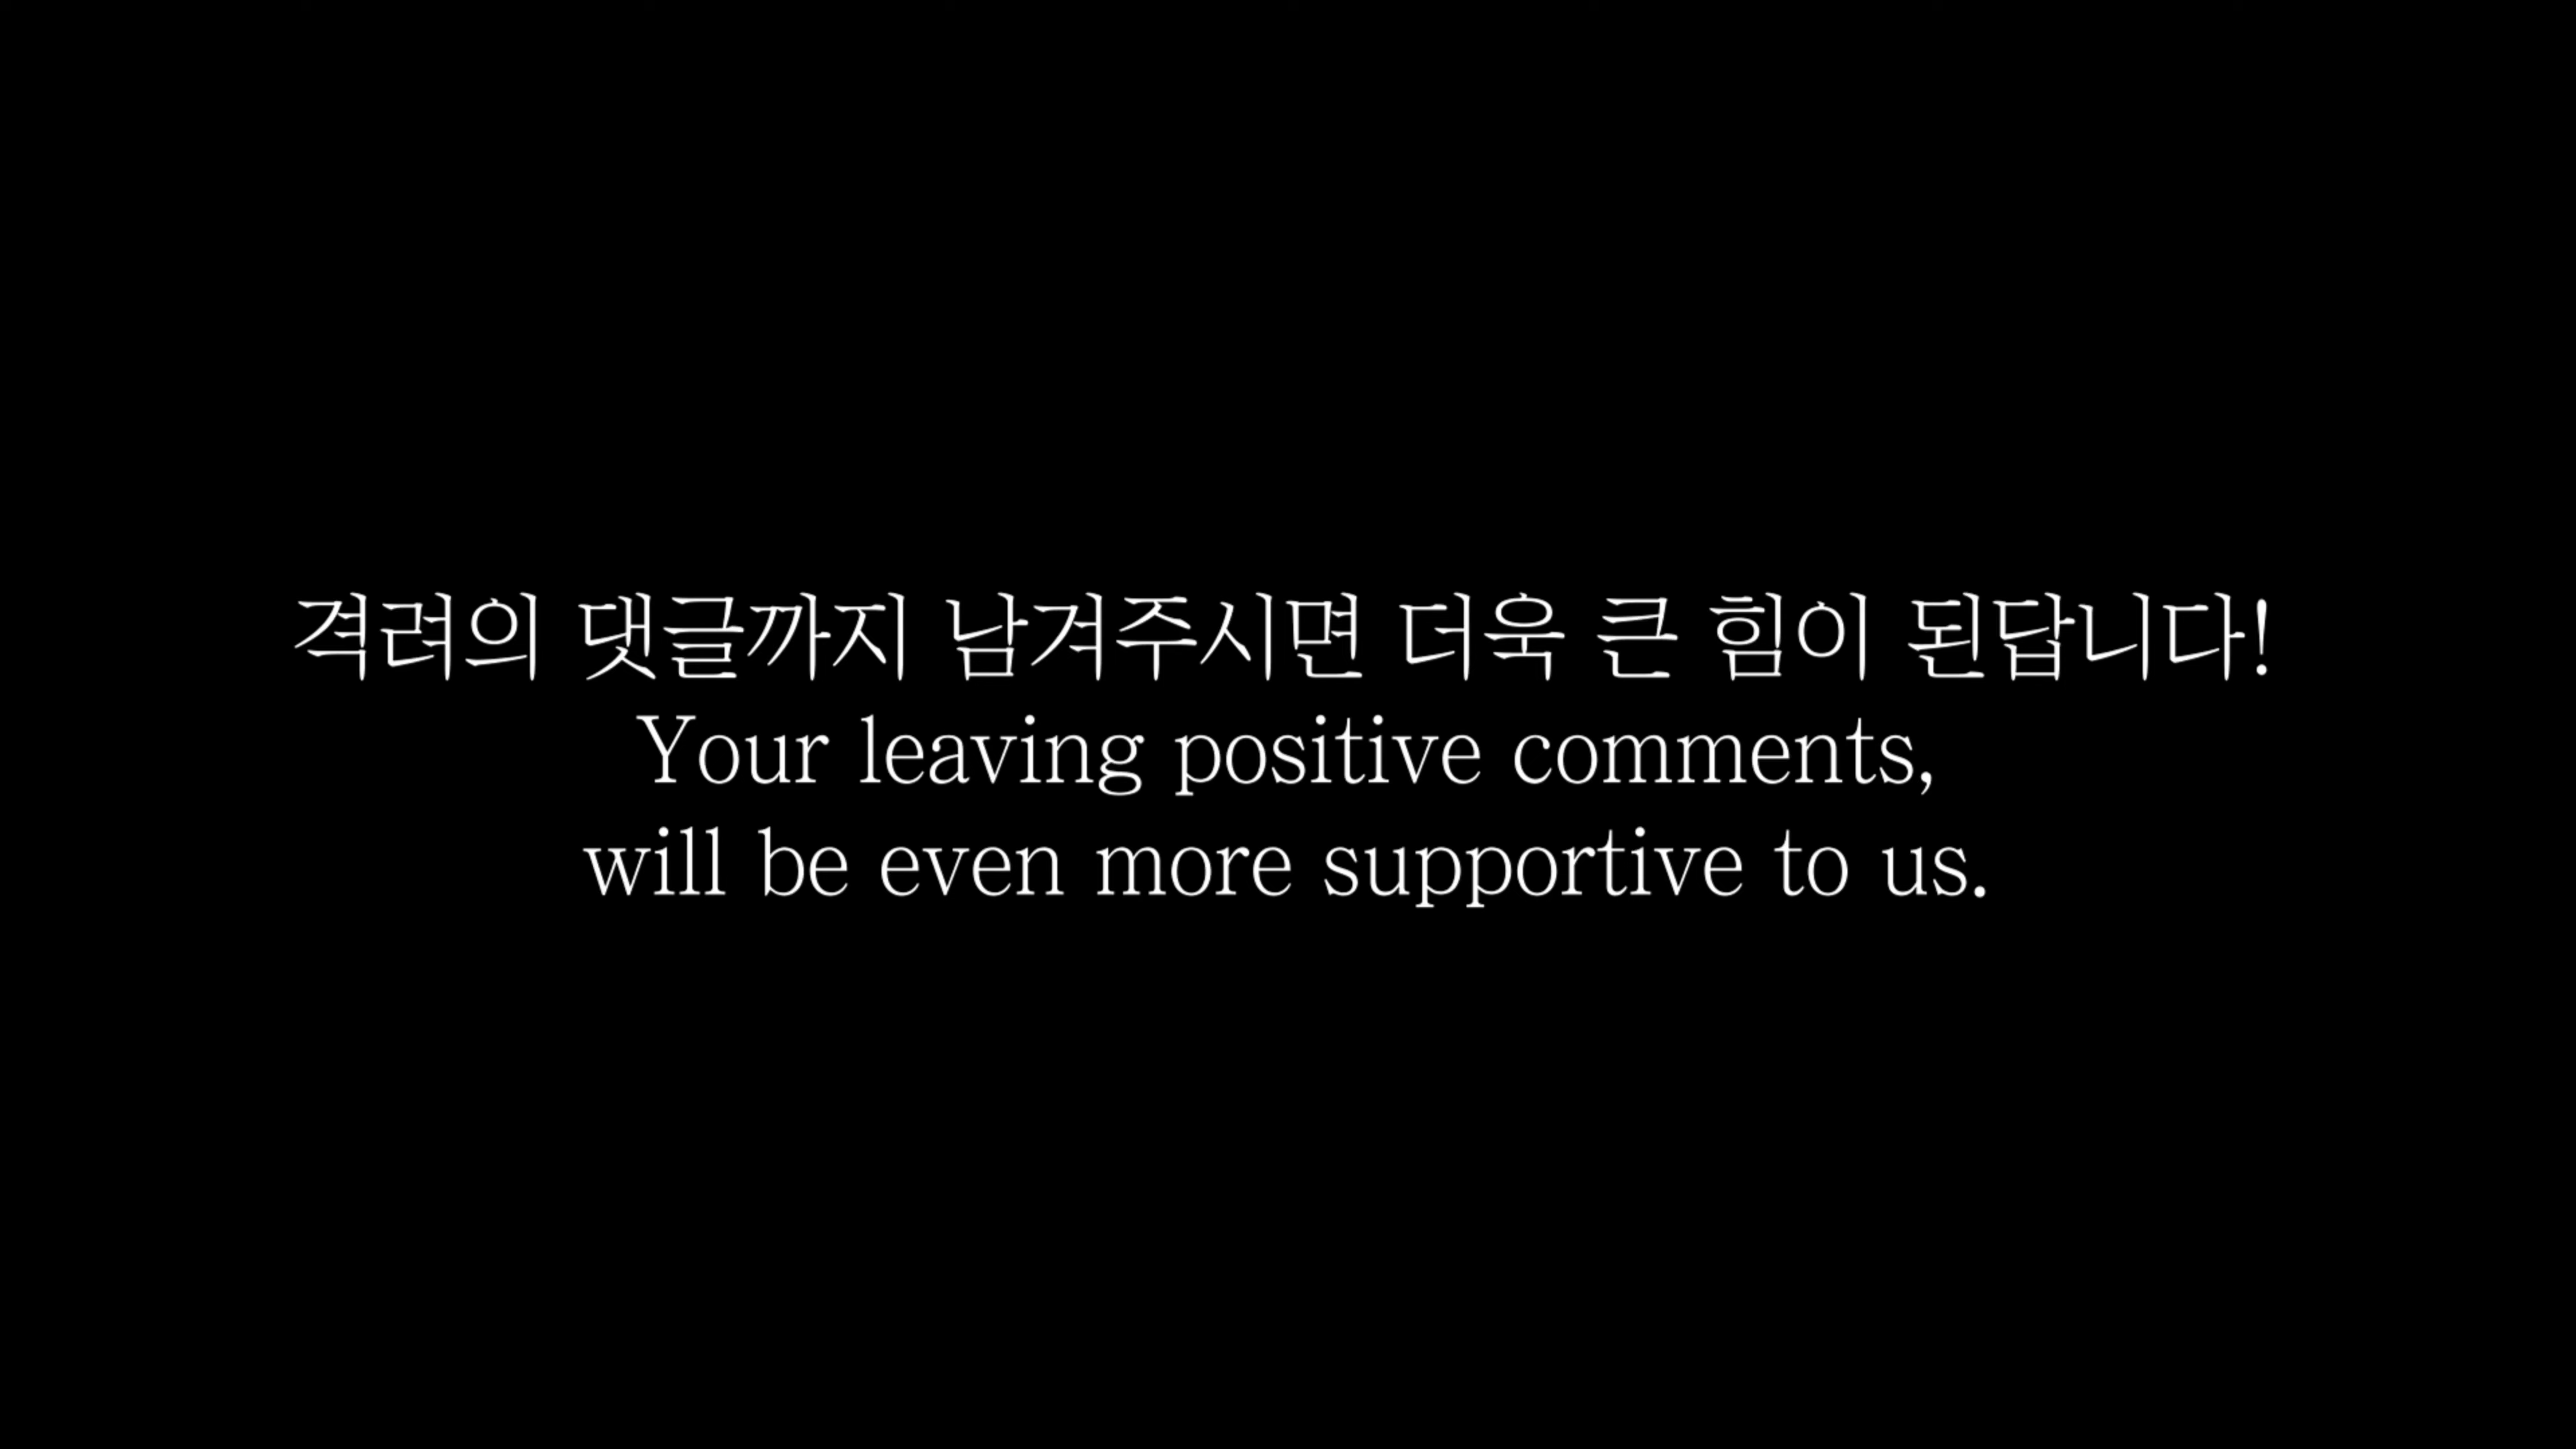 격려의 댓글까지 남겨주시면 더욱 큰 힘이 된답니다!
Your leaving positive comments,
will be even more supportive to us.